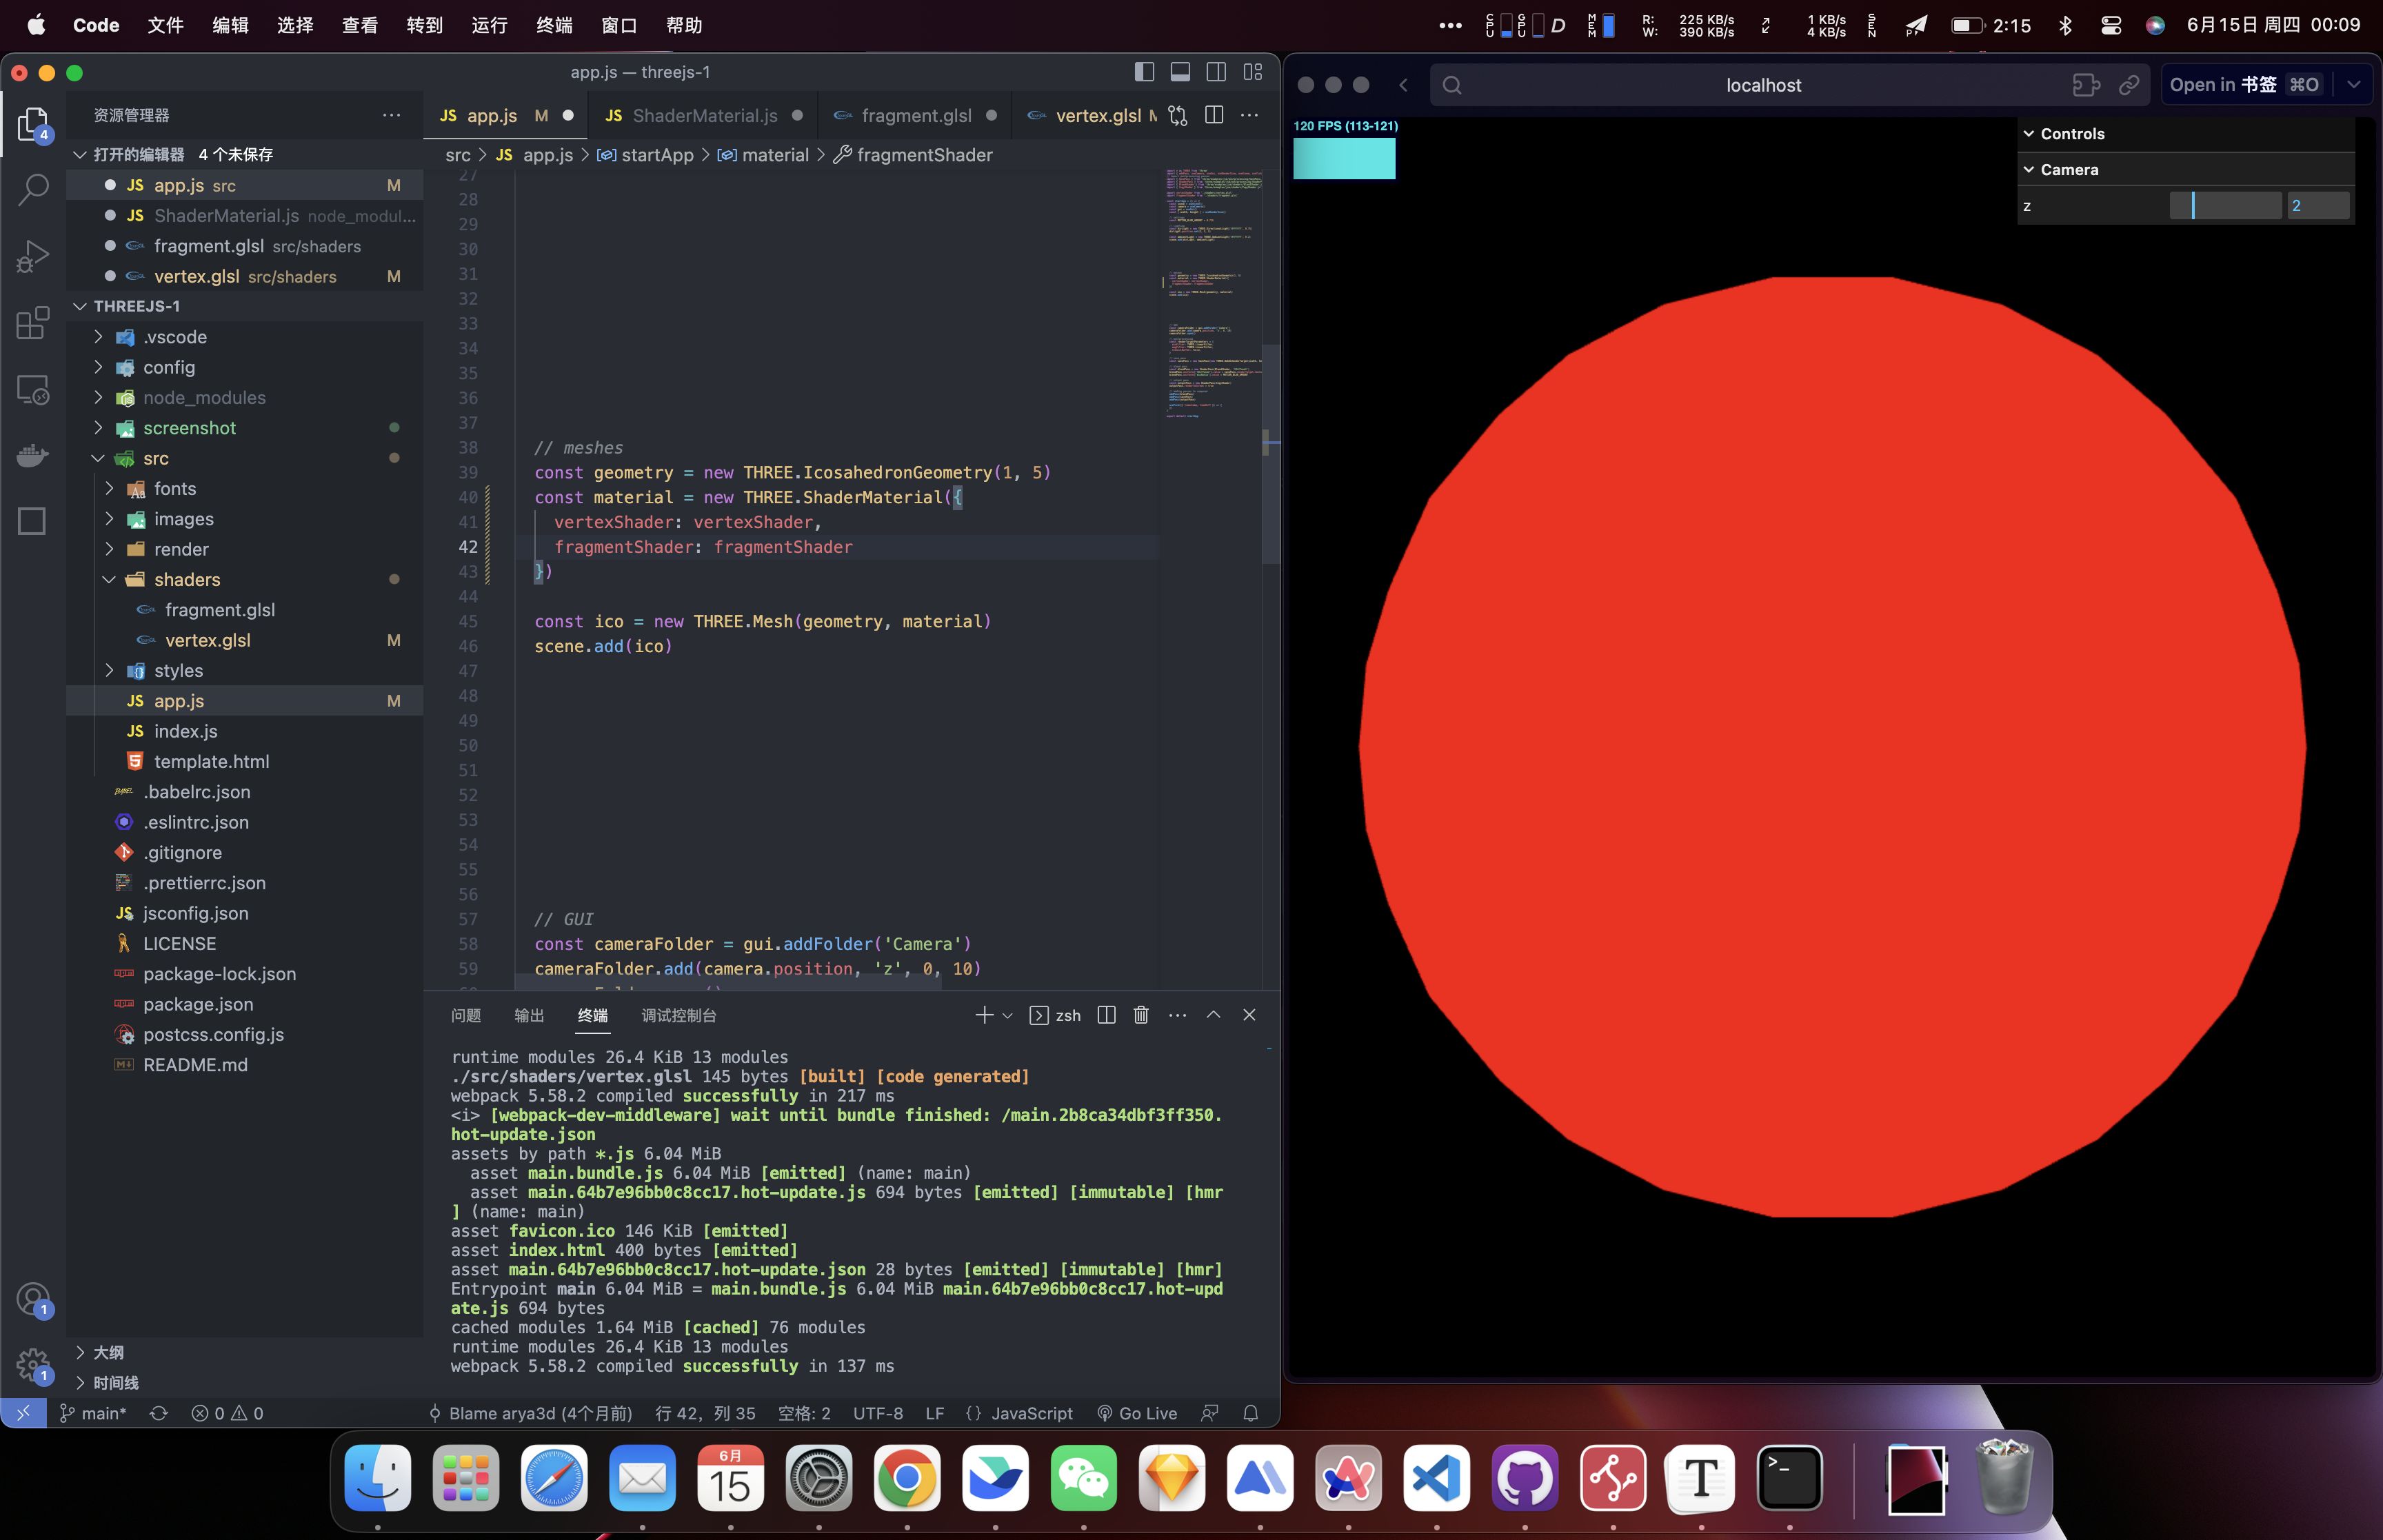 Code 文件 编辑 选择 查看 转到 运行 终端 窗口 帮助
••• CPU GPU D MEM R: 225 KB/s W: 390 KB/s 1 KB/s 4 KB/s SEN 2:15 6月15日 周四 00:09
app.js — threejs-1
资源管理器
打开的编辑器 4 个未保存
JS app.js src M
JS ShaderMaterial.js node_modul...
fragment.glsl src/shaders
vertex.glsl src/shaders M
THREEJS-1
.vscode
config
node_modules
screenshot
src
fonts
images
render
shaders
fragment.glsl
vertex.glsl M
styles
JS app.js M
JS index.js
template.html
.babelrc.json
.eslintrc.json
.gitignore
.prettierrc.json
jsconfig.json
LICENSE
package-lock.json
package.json
postcss.config.js
README.md
大纲
时间线
JS app.js M JS ShaderMaterial.js fragment.glsl vertex.glsl
src > JS app.js > startApp > material > fragmentShader
27
28
29
30
31
32
33
34
35
36
37
38 // meshes
39 const geometry = new THREE.IcosahedronGeometry(1, 5)
40 const material = new THREE.ShaderMaterial({
41 vertexShader: vertexShader,
42 fragmentShader: fragmentShader
43 })
44
45 const ico = new THREE.Mesh(geometry, material)
46 scene.add(ico)
47
48
49
50
51
52
53
54
55
56
57 // GUI
58 const cameraFolder = gui.addFolder('Camera')
59 cameraFolder.add(camera.position, 'z', 0, 10)
问题 输出 终端 调试控制台 zsh
runtime modules 26.4 KiB 13 modules
./src/shaders/vertex.glsl 145 bytes [built] [code generated]
webpack 5.58.2 compiled successfully in 217 ms
<i> [webpack-dev-middleware] wait until bundle finished: /main.2b8ca34dbf3ff350.
hot-update.json
assets by path *.js 6.04 MiB
asset main.bundle.js 6.04 MiB [emitted] (name: main)
asset main.64b7e96bb0c8cc17.hot-update.js 694 bytes [emitted] [immutable] [hmr
] (name: main)
asset favicon.ico 146 KiB [emitted]
asset index.html 400 bytes [emitted]
asset main.64b7e96bb0c8cc17.hot-update.json 28 bytes [emitted] [immutable] [hmr]
Entrypoint main 6.04 MiB = main.bundle.js 6.04 MiB main.64b7e96bb0c8cc17.hot-upd
ate.js 694 bytes
cached modules 1.64 MiB [cached] 76 modules
runtime modules 26.4 KiB 13 modules
webpack 5.58.2 compiled successfully in 137 ms
main* 0 0 Blame arya3d (4个月前) 行 42, 列 35 空格: 2 UTF-8 LF {} JavaScript Go Live
localhost
Open in 书签 ⌘O
120 FPS (113-121)
Controls
Camera
z 2
6月
15
T